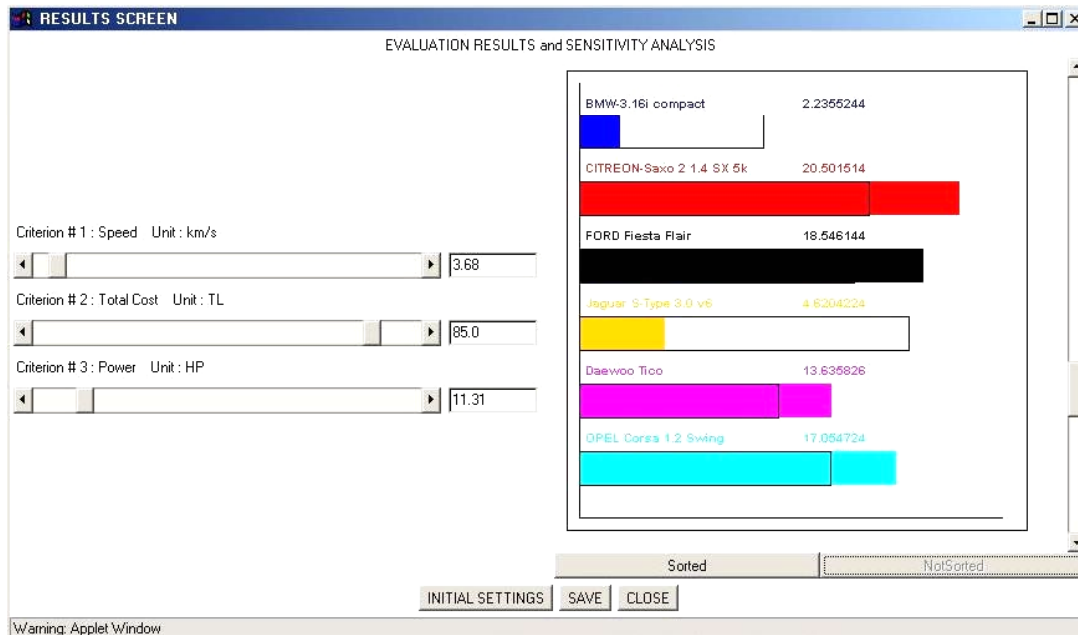 RESULTS SCREEN
EVALUATION RESULTS and SENSITIVITY ANALYSIS
BMW-3.16i compact 2.2355244
CITREON-Saxo 2 1.4 SX 5k 20.501514
FORD Fiesta Flair 18.546144
Jaguar S-Type 3.0 v6 4.6204224
Daewoo Tico 13.635826
OPEL Corsa 1.2 Swing 17.054724
Criterion # 1 : Speed Unit : km/s
3.68
Criterion # 2 : Total Cost Unit : TL
85.0
Criterion # 3 : Power Unit : HP
11.31
Sorted NotSorted
INITIAL SETTINGS SAVE CLOSE
Warning: Applet Window